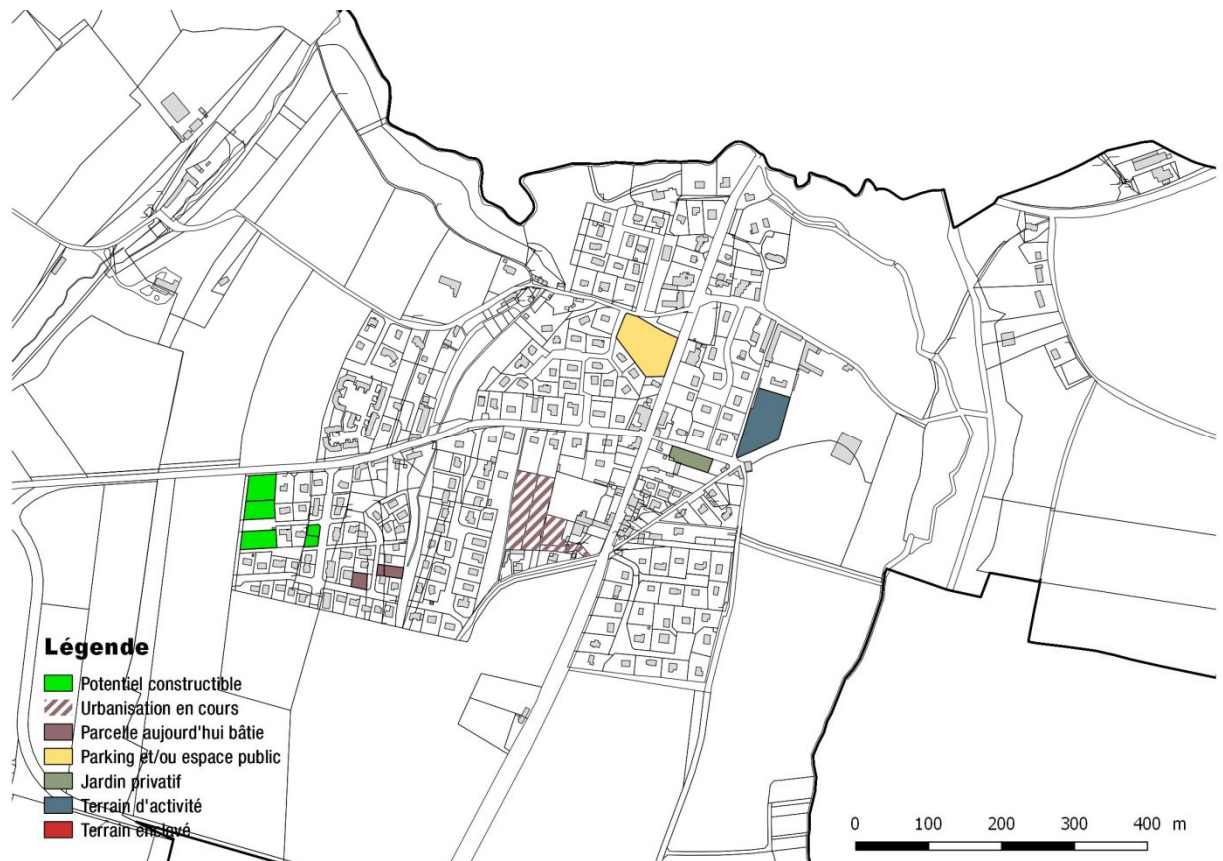 Légende
Potentiel constructible
Urbanisation en cours
Parcelle aujourd'hui bâtie
Parking et/ou espace public
Jardin privatif
Terrain d'activité
Terrain enclavé
0 100 200 300 400 m